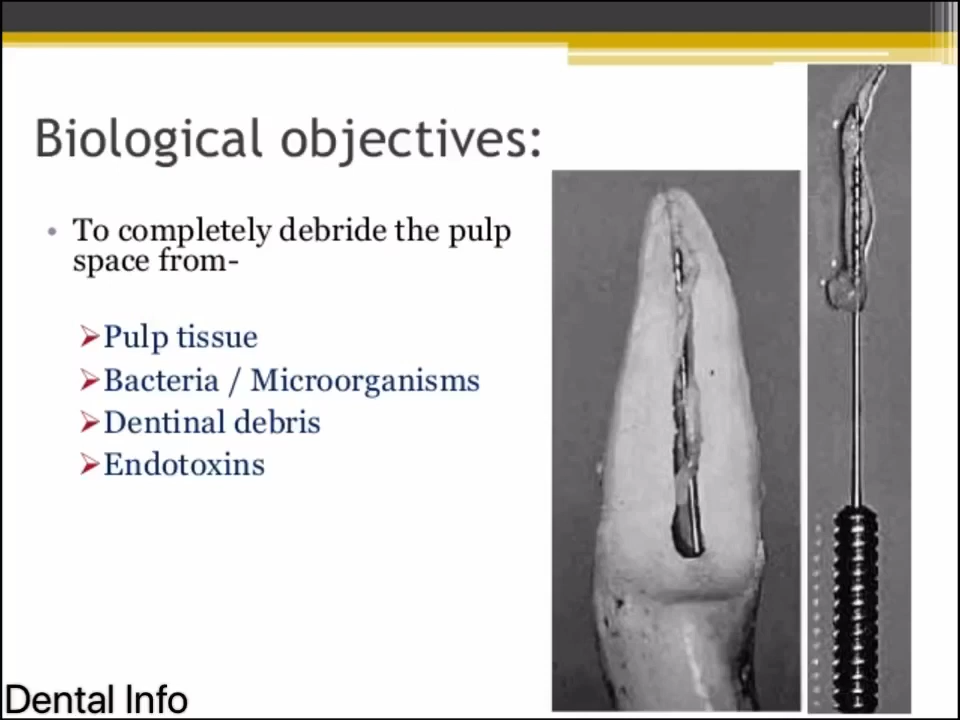 Biological objectives:
• To completely debride the pulp
space from-
➢Pulp tissue
➢Bacteria / Microorganisms
➢Dentinal debris
➢Endotoxins
Dental Info